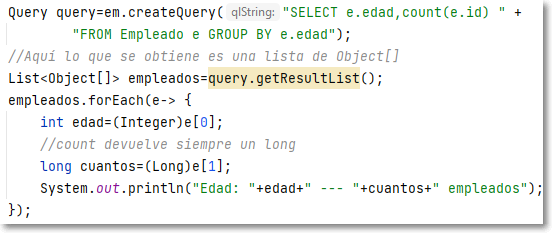 Query query=em.createQuery( qlString: "SELECT e.edad,count(e.id) " +
        "FROM Empleado e GROUP BY e.edad");
//Aquí lo que se obtiene es una lista de Object[]
List<Object[]> empleados=query.getResultList();
empleados.forEach(e-> {
    int edad=(Integer)e[0];
    //count devuelve siempre un long
    long cuantos=(Long)e[1];
    System.out.println("Edad: "+edad+" --- "+cuantos+" empleados");
});